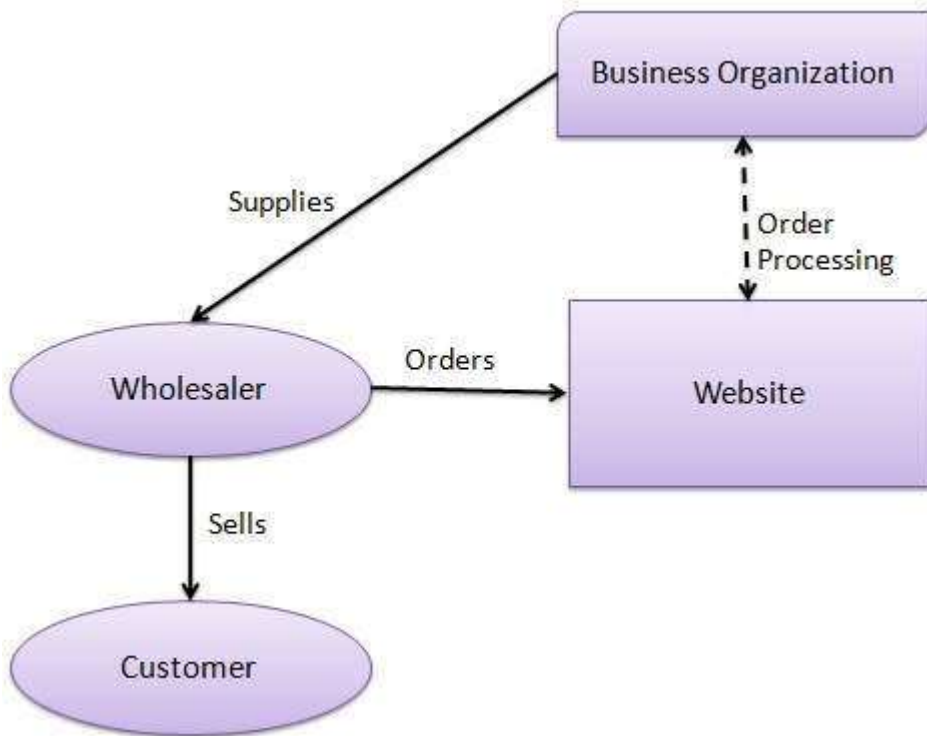 Business Organization
Supplies
Order
Processing
Orders
Wholesaler
Website
Sells
Customer